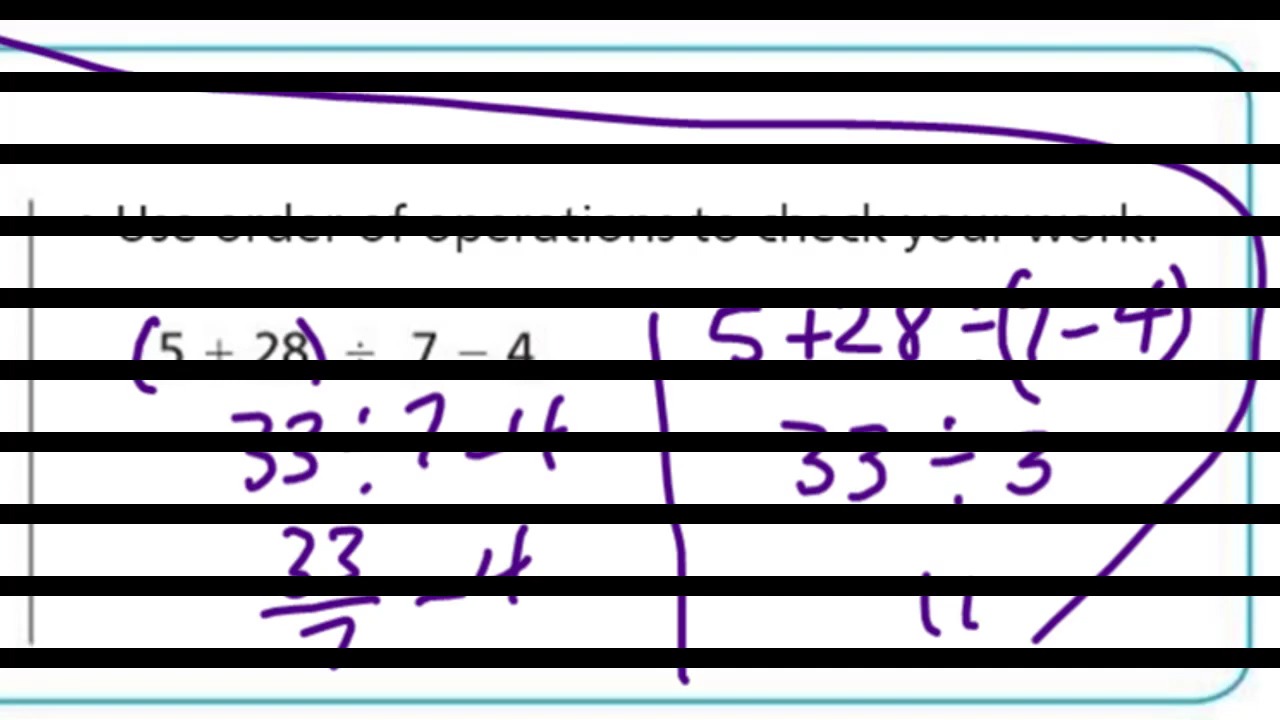 Use order of operations to check your work.
(5 + 28) ÷ 7 − 4
33 ÷ 7 − 4
33/7 − 4
5 + 28 ÷ (7 − 4)
33 ÷ 3
11